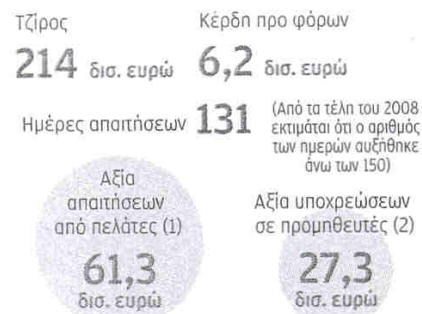 Τζίρος
214 δισ. ευρώ
Κέρδη προ φόρων
6,2 δισ. ευρώ
Ημέρες απαιτήσεων 131
(Από τα τέλη του 2008
εκτιμάται ότι ο αριθμός
των ημερών αυξήθηκε
άνω των 150)
Αξία
απαιτήσεων
από πελάτες (1)
61,3
δισ. ευρώ
Αξία υποχρεώσεων
σε προμηθευτές (2)
27,3
δισ. ευρώ